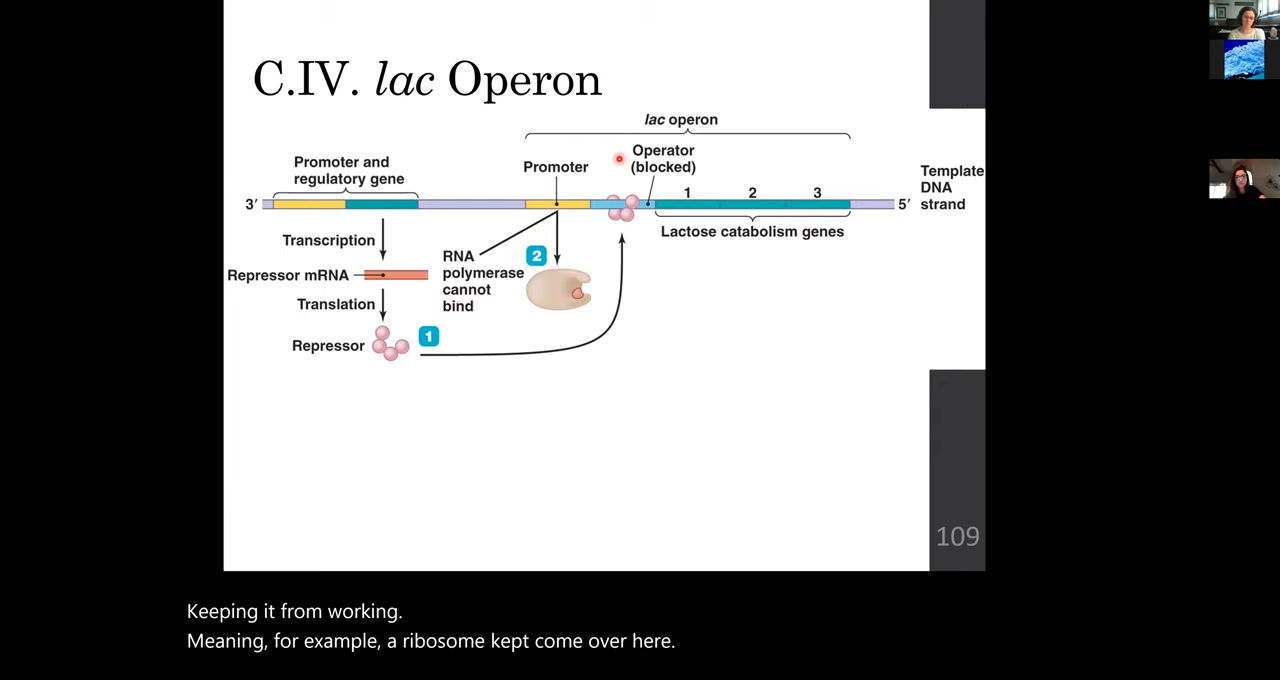 C.IV. lac Operon
lac operon
Operator
(blocked)
Promoter
Promoter and
regulatory gene
1 2 3
Template
DNA
strand
3′
5′
Lactose catabolism genes
Transcription
RNA
polymerase
cannot
bind
2
Repressor mRNA
Translation
1
Repressor
109
Keeping it from working.
Meaning, for example, a ribosome kept come over here.